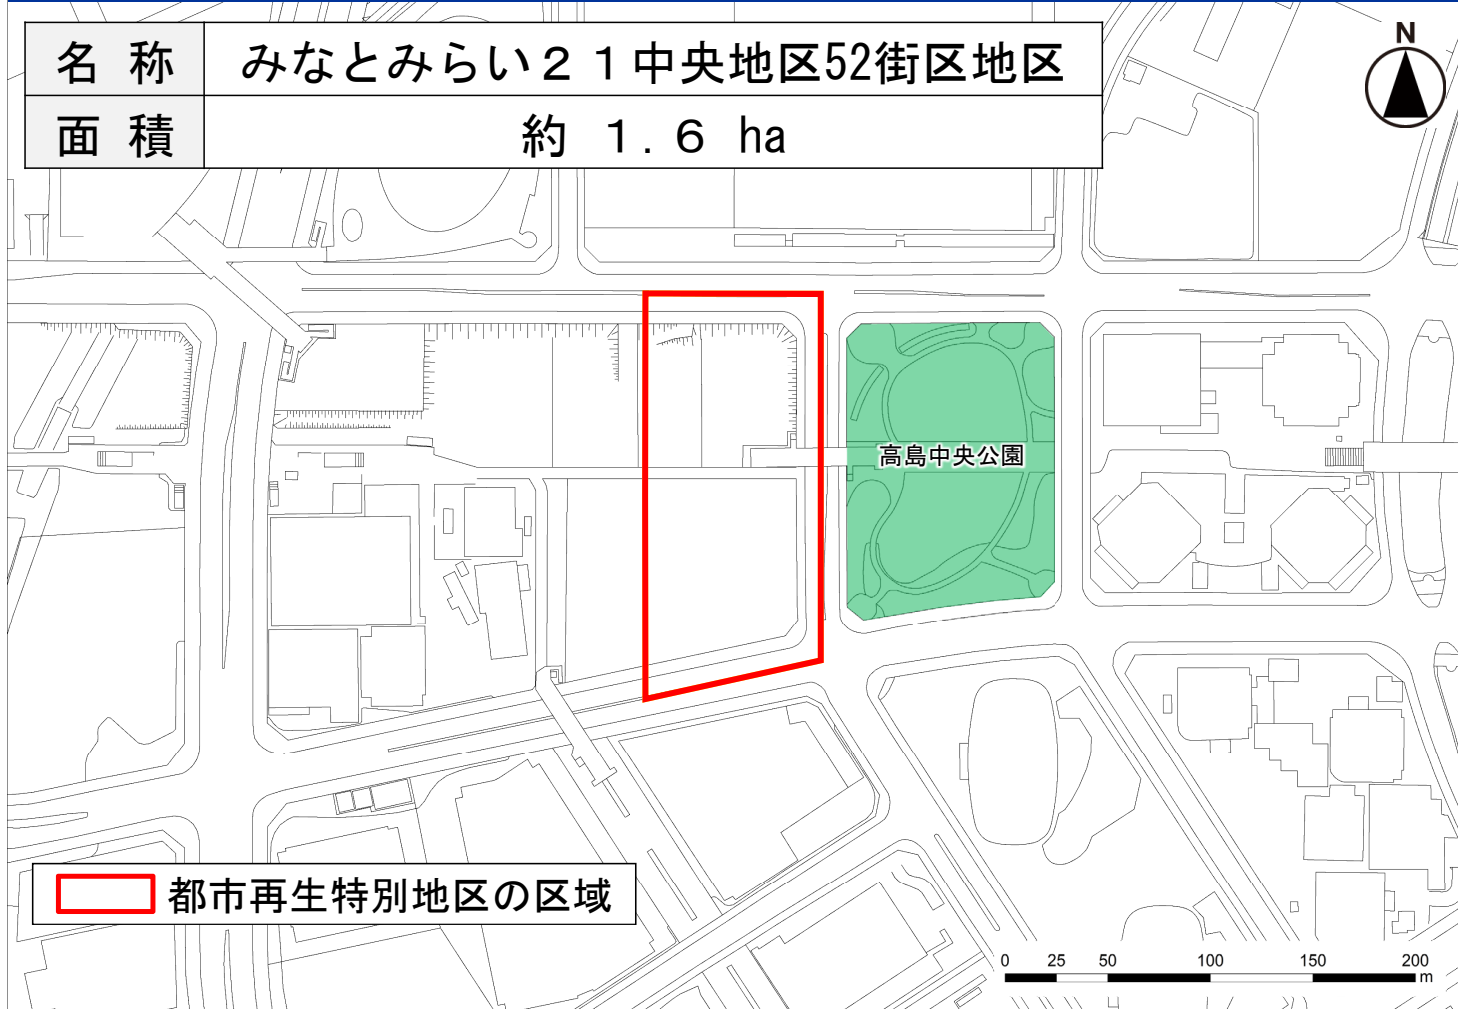 名 称 みなとみらい２１中央地区52街区地区
面 積 約 １.６ ha
N
高島中央公園
都市再生特別地区の区域
0 25 50 100 150 200
m